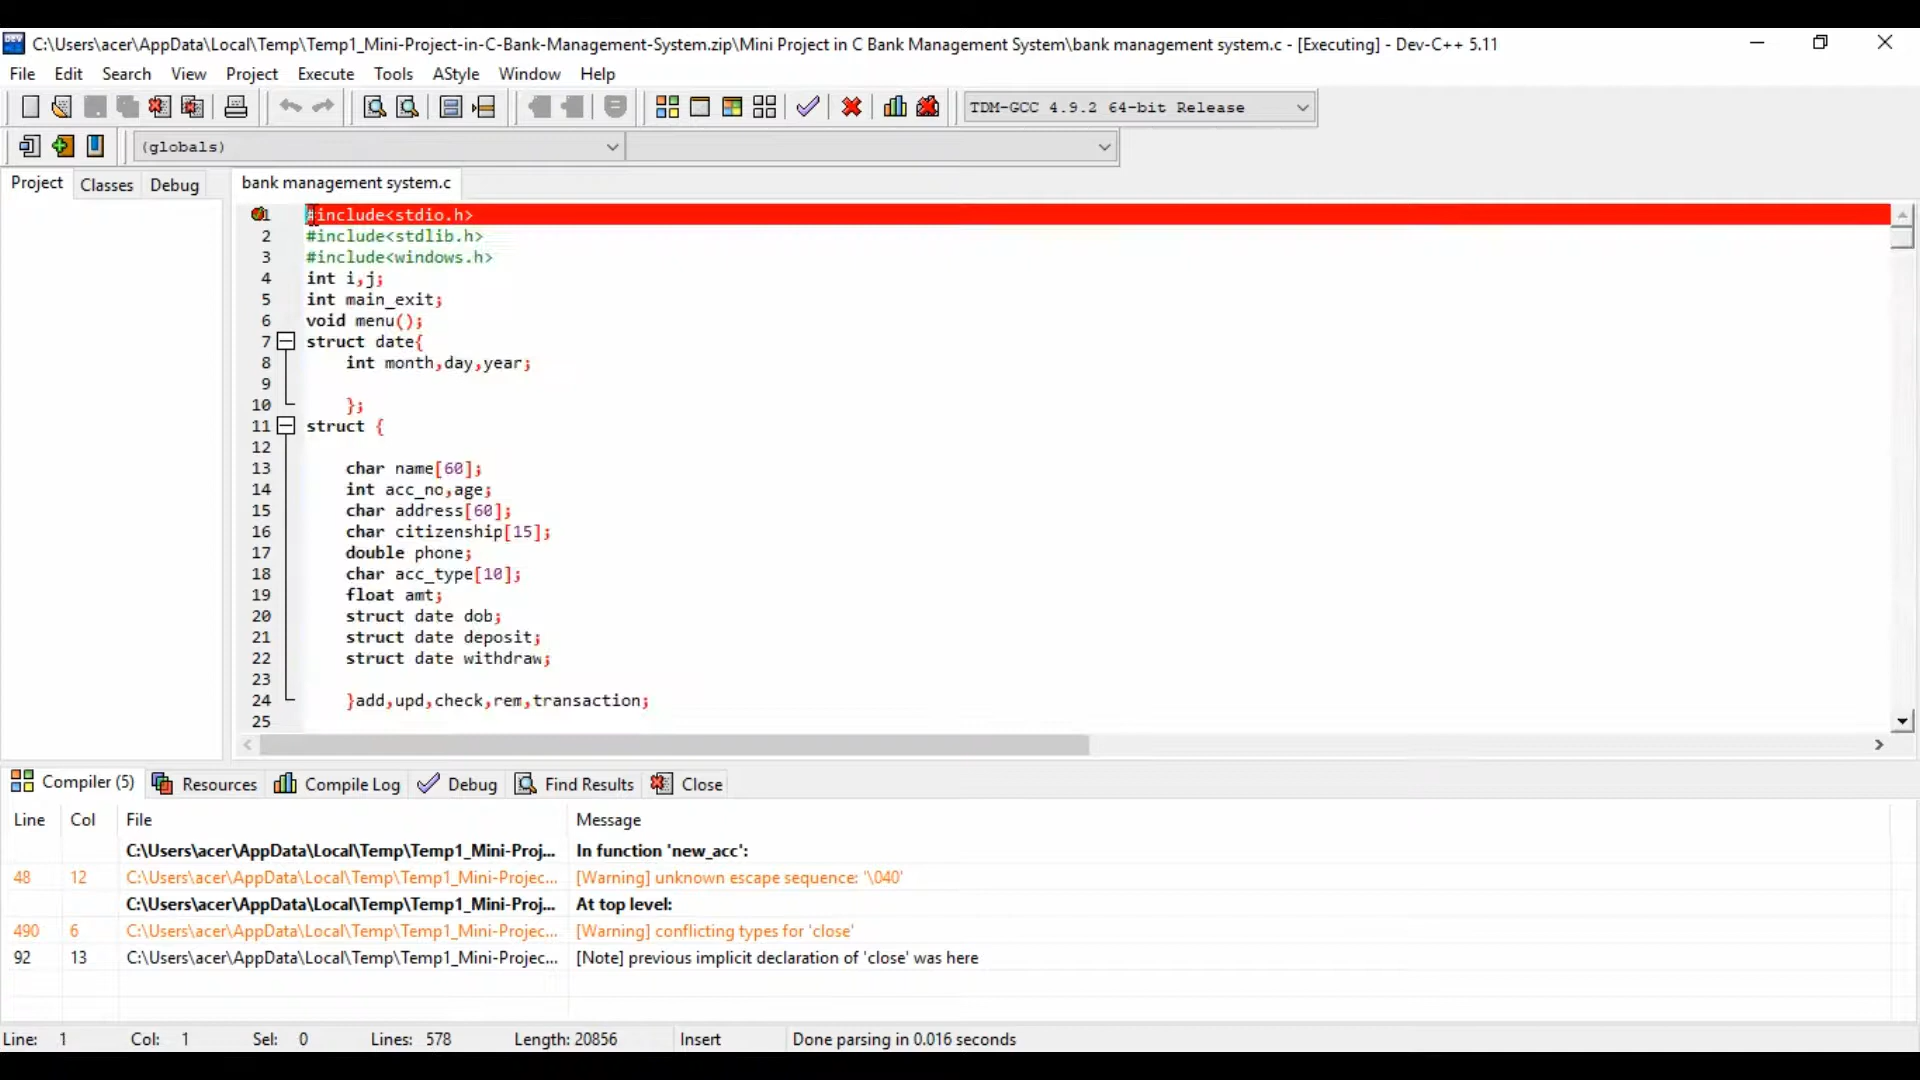 C:\Users\acer\AppData\Local\Temp\Temp1_Mini-Project-in-C-Bank-Management-System.zip\Mini Project in C Bank Management System\bank management system.c - [Executing] - Dev-C++ 5.11
File Edit Search View Project Execute Tools AStyle Window Help
TDM-GCC 4.9.2 64-bit Release
(globals)
Project Classes Debug bank management system.c
1 #include<stdio.h>
2 #include<stdlib.h>
3 #include<windows.h>
4 int i,j;
5 int main_exit;
6 void menu();
7 struct date{
8 int month,day,year;
9
10 };
11 struct {
12
13 char name[60];
14 int acc_no,age;
15 char address[60];
16 char citizenship[15];
17 double phone;
18 char acc_type[10];
19 float amt;
20 struct date dob;
21 struct date deposit;
22 struct date withdraw;
23
24 }add,upd,check,rem,transaction;
25
Compiler (5) Resources Compile Log Debug Find Results Close
Line Col File Message
C:\Users\acer\AppData\Local\Temp\Temp1_Mini-Proj... In function 'new_acc':
48 12 C:\Users\acer\AppData\Local\Temp\Temp1_Mini-Projec... [Warning] unknown escape sequence: '\040'
C:\Users\acer\AppData\Local\Temp\Temp1_Mini-Proj... At top level:
490 6 C:\Users\acer\AppData\Local\Temp\Temp1_Mini-Projec... [Warning] conflicting types for 'close'
92 13 C:\Users\acer\AppData\Local\Temp\Temp1_Mini-Projec... [Note] previous implicit declaration of 'close' was here
Line: 1 Col: 1 Sel: 0 Lines: 578 Length: 20856 Insert Done parsing in 0.016 seconds